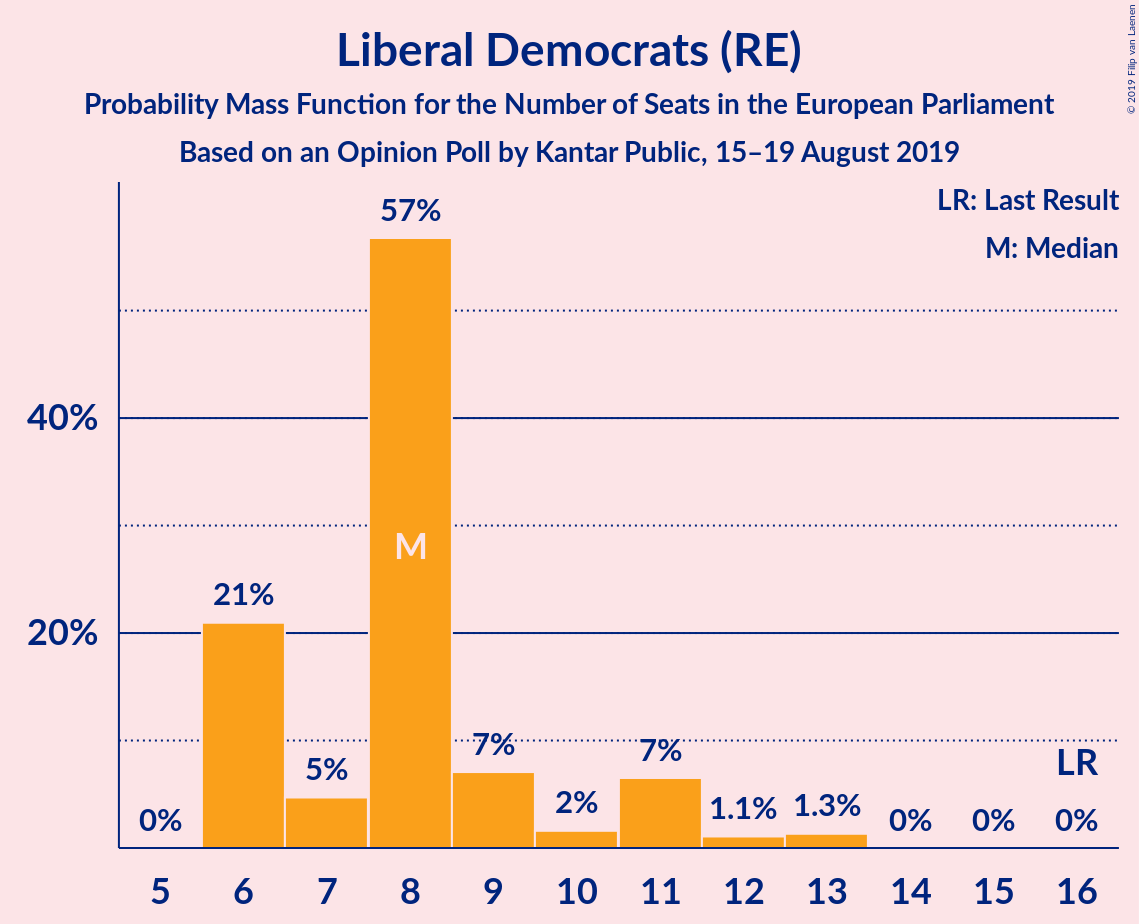 Liberal Democrats (RE)
Probability Mass Function for the Number of Seats in the European Parliament
Based on an Opinion Poll by Kantar Public, 15–19 August 2019
© 2019 Filip van Laenen
LR: Last Result
M: Median
57%
40%
M
21%
20%
7%
7%
LR
5%
2%
1.1%
1.3%
0%
0%
0%
0%
5 6 7 8 9 10 11 12 13 14 15 16